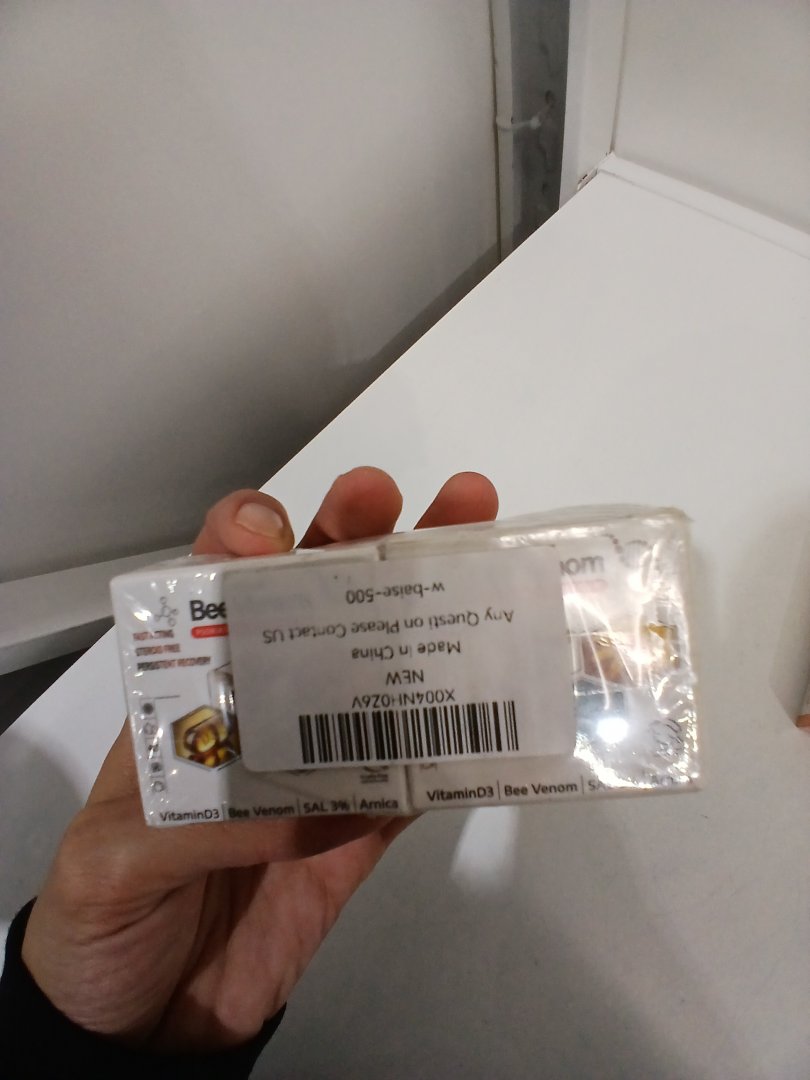 Bee
FAST ACTING
STEROID FREE
PERSISTENT RECOVERY
VitaminD3 | Bee Venom | SAL 3% | Arnica
VitaminD3 | Bee Venom
X004NH0Z6V
NEW
Made in China
Any Questi on Please Contact US
w-baise-500